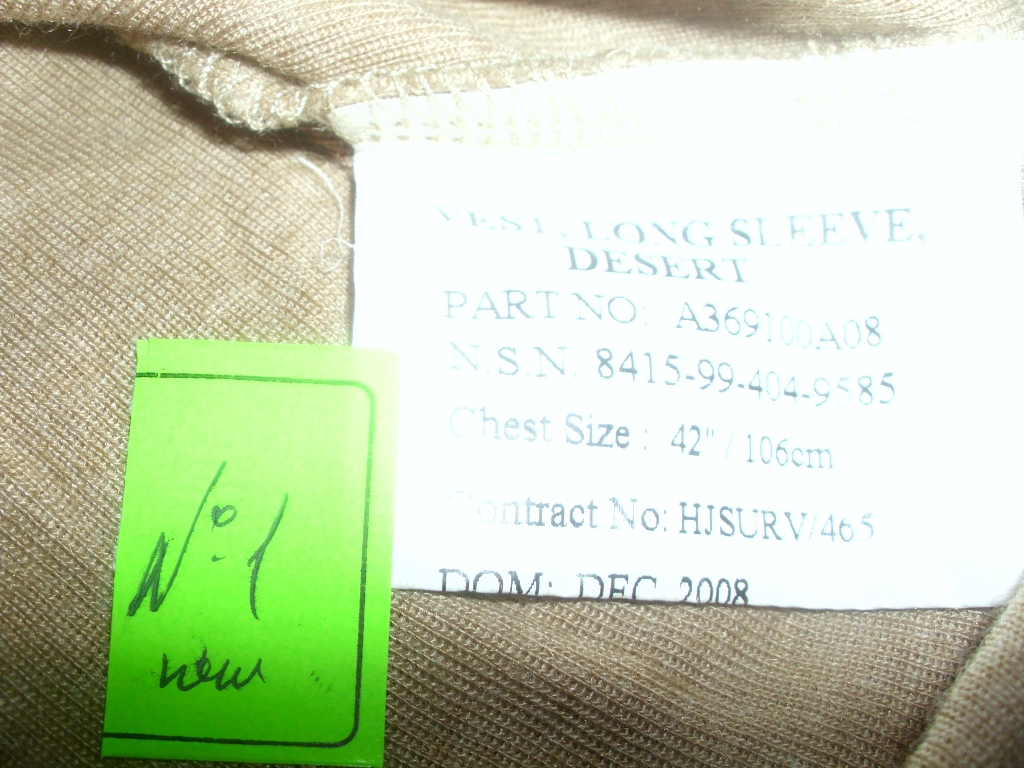 VEST, LONG SLEEVE,
DESERT
PART NO: A369100A08
N.S.N. 8415-99-404-9585
Chest Size : 42" / 106cm
Contract No: HJSURV/465
DOM: DEC 2008
Nº 1
new